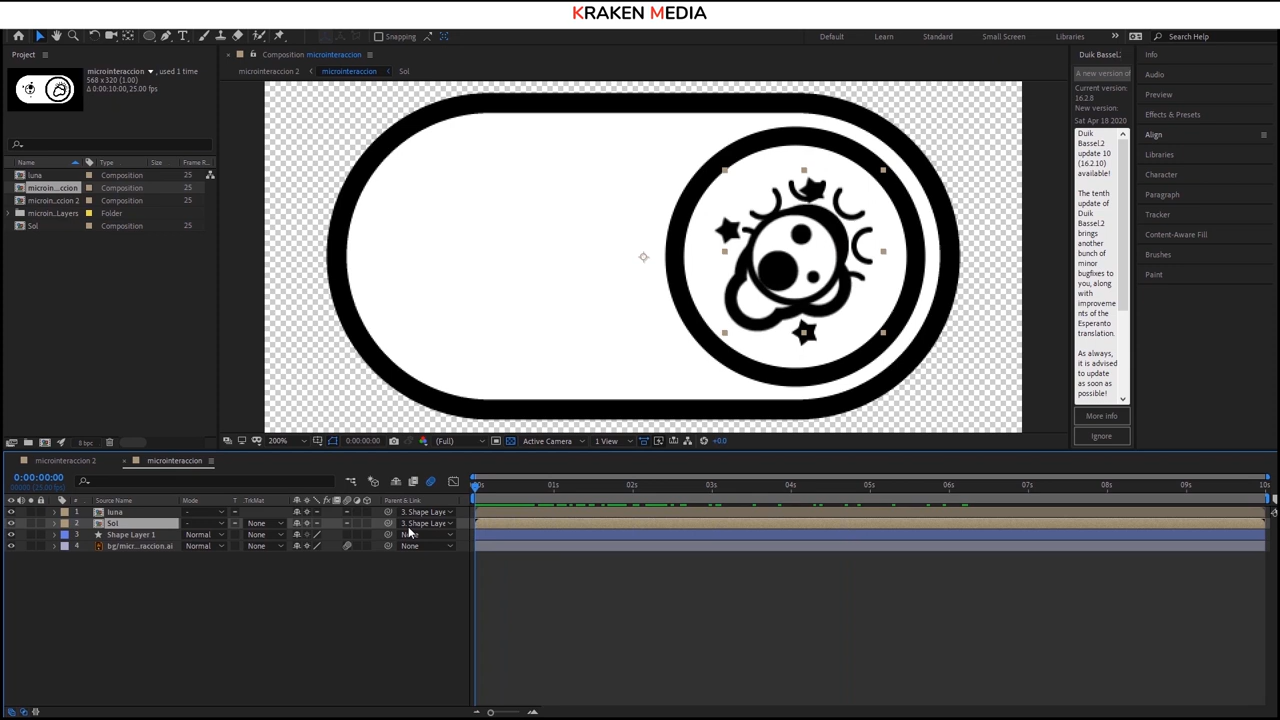 KRAKEN MEDIA
Snapping
Default
Learn
Standard
Small Screen
Libraries
Search Help
Project
Composition microinteraccion
microinteraccion 2
microinteraccion
Sol
microinteraccion , used 1 time
568 x 320 (1.00)
Δ 0:00:10:00, 25.00 fps
Name
Type
Size
Frame R
luna
Composition
25
microin...ccion
Composition
25
microin...ccion 2
Composition
25
microin..._Layers
Folder
Sol
Composition
25
8 bpc
200%
0:00:00:00
(Full)
Active Camera
1 View
+0.0
Duik Bassel.:
A new version of
Current version:
16.2.8
New version:
Sat Apr 18 2020
Duik
Bassel.2
update 10
(16.2.10)
available!
The tenth
update of
Duik
Bassel.2
brings
another
bunch of
minor
bugfixes to
you, along
with
improveme
nts of the
Esperanto
translation.
As always,
it is advised
to update
as soon as
possible!
More info
Ignore
Info
Audio
Preview
Effects & Presets
Align
Libraries
Character
Paragraph
Tracker
Content-Aware Fill
Brushes
Paint
microinteraccion 2
microinteraccion
0:00:00:00
00000 (25.00 fps)
#
Source Name
Mode
T
.TrkMat
Parent & Link
1
luna
-
3. Shape Laye
2
Sol
-
None
3. Shape Laye
3
Shape Layer 1
Normal
None
None
4
bg/micr...raccion.ai
Normal
None
None
:00s
01s
02s
03s
04s
05s
06s
07s
08s
09s
10s